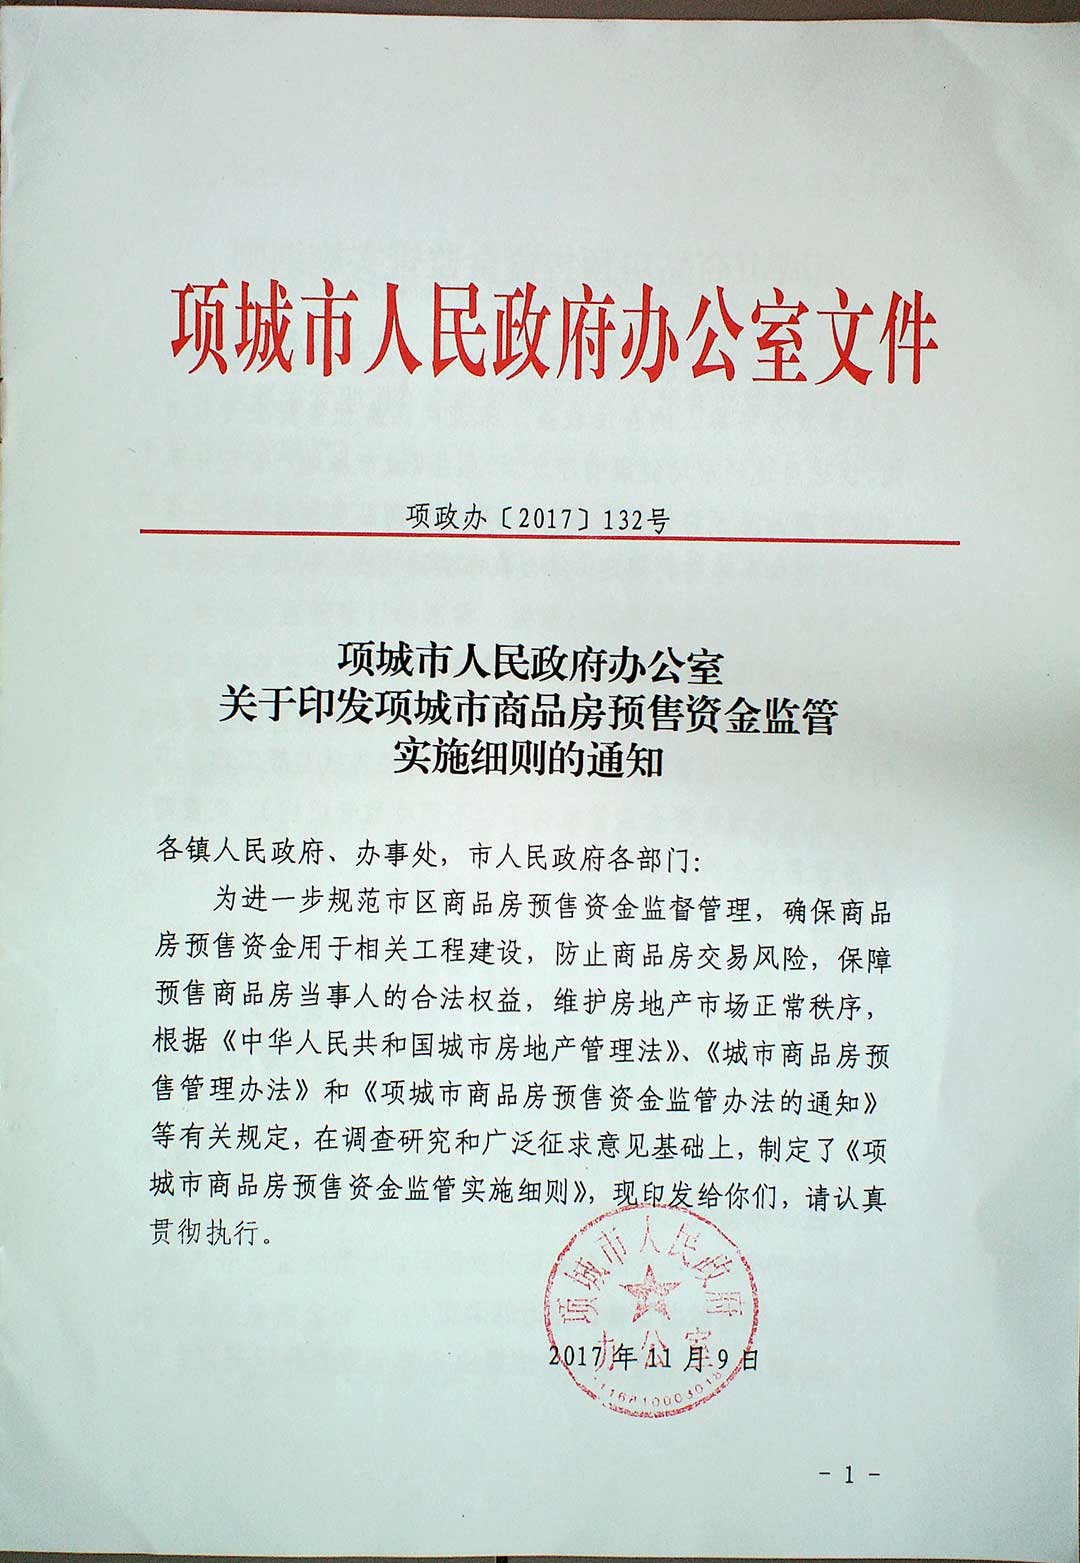 项城市人民政府办公室文件
项政办〔2017〕132号
项城市人民政府办公室
关于印发项城市商品房预售资金监管
实施细则的通知
各镇人民政府、办事处，市人民政府各部门：
为进一步规范市区商品房预售资金监督管理，确保商品
房预售资金用于相关工程建设，防止商品房交易风险，保障
预售商品房当事人的合法权益，维护房地产市场正常秩序，
根据《中华人民共和国城市房地产管理法》、《城市商品房预
售管理办法》和《项城市商品房预售资金监管办法的通知》
等有关规定，在调查研究和广泛征求意见基础上，制定了《项
城市商品房预售资金监管实施细则》，现印发给你们，请认真
贯彻执行。
项城市人民政府
办公室
2017年11月9日
- 1 -